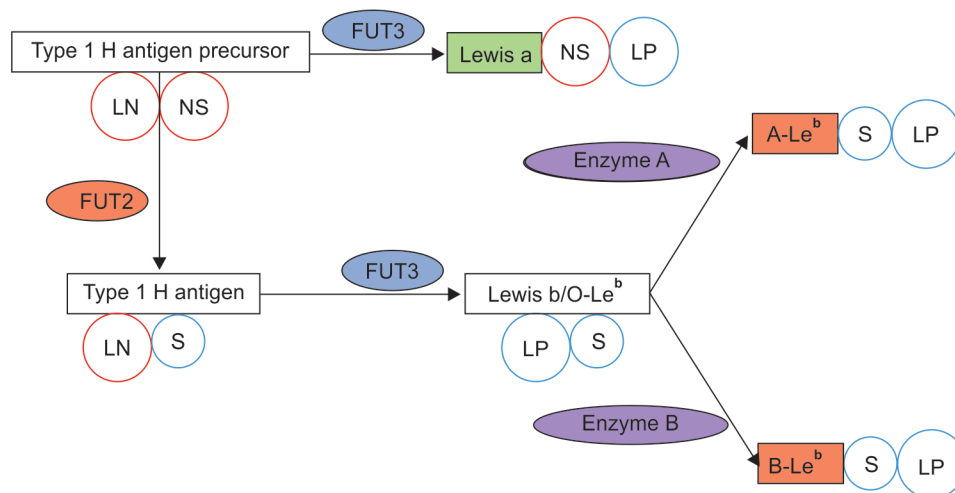 FUT3
Type 1 H antigen precursor
Lewis a
NS
LP
LN
NS
A-Le^b
S
LP
Enzyme A
FUT2
FUT3
Type 1 H antigen
Lewis b/O-Le^b
LN
S
LP
S
Enzyme B
B-Le^b
S
LP